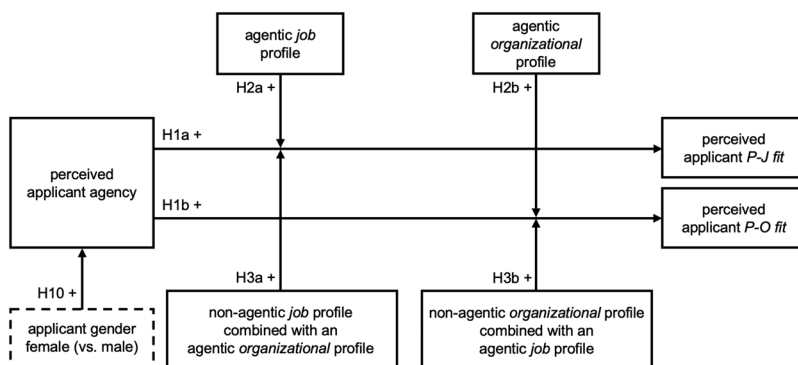 agentic job
profile
agentic
organizational
profile
H2a +
H2b +
H1a +
perceived
applicant agency
perceived
applicant P-J fit
H1b +
perceived
applicant P-O fit
H3a +
H3b +
H10 +
applicant gender
female (vs. male)
non-agentic job profile
combined with an
agentic organizational profile
non-agentic organizational profile
combined with an
agentic job profile